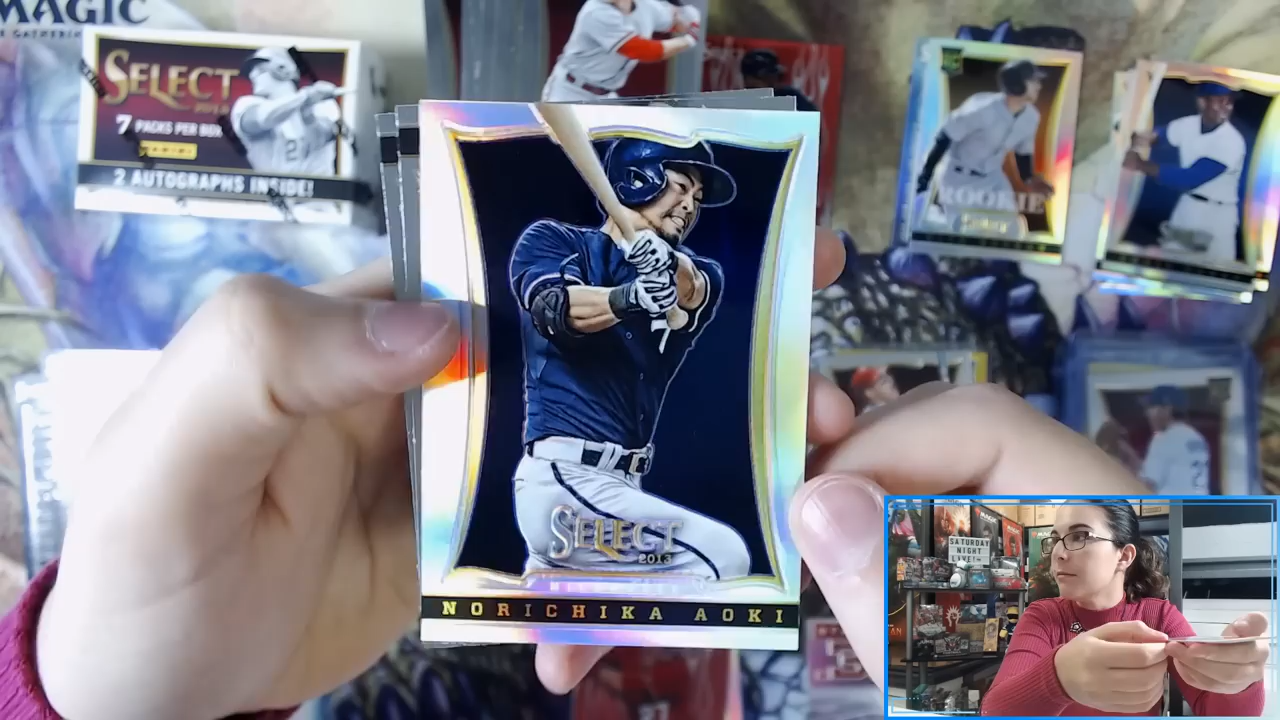 MAGIC
SELECT
2013
7 PACKS PER BOX
PANINI
2 AUTOGRAPHS INSIDE!
RC
ROOKIE
SELECT
2013
NORICHIKA AOKI
SATURDAY
NIGHT
LIVE!